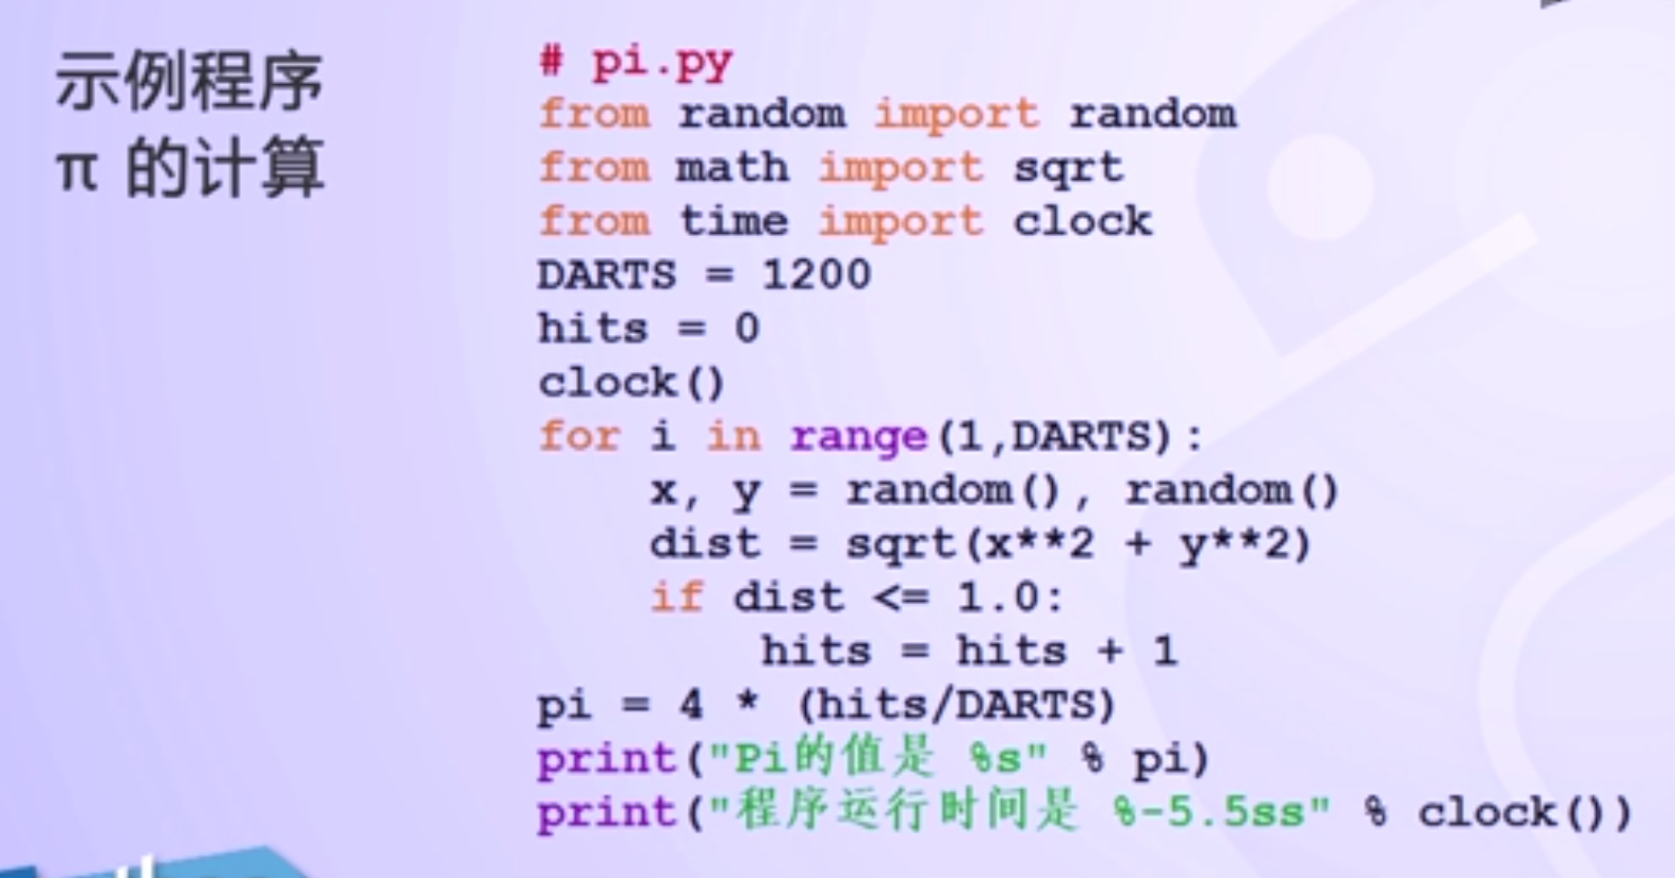 示例程序
π 的计算
# pi.py
from random import random
from math import sqrt
from time import clock
DARTS = 1200
hits = 0
clock()
for i in range(1,DARTS):
    x, y = random(), random()
    dist = sqrt(x**2 + y**2)
    if dist <= 1.0:
        hits = hits + 1
pi = 4 * (hits/DARTS)
print("Pi的值是 %s" % pi)
print("程序运行时间是 %-5.5ss" % clock())